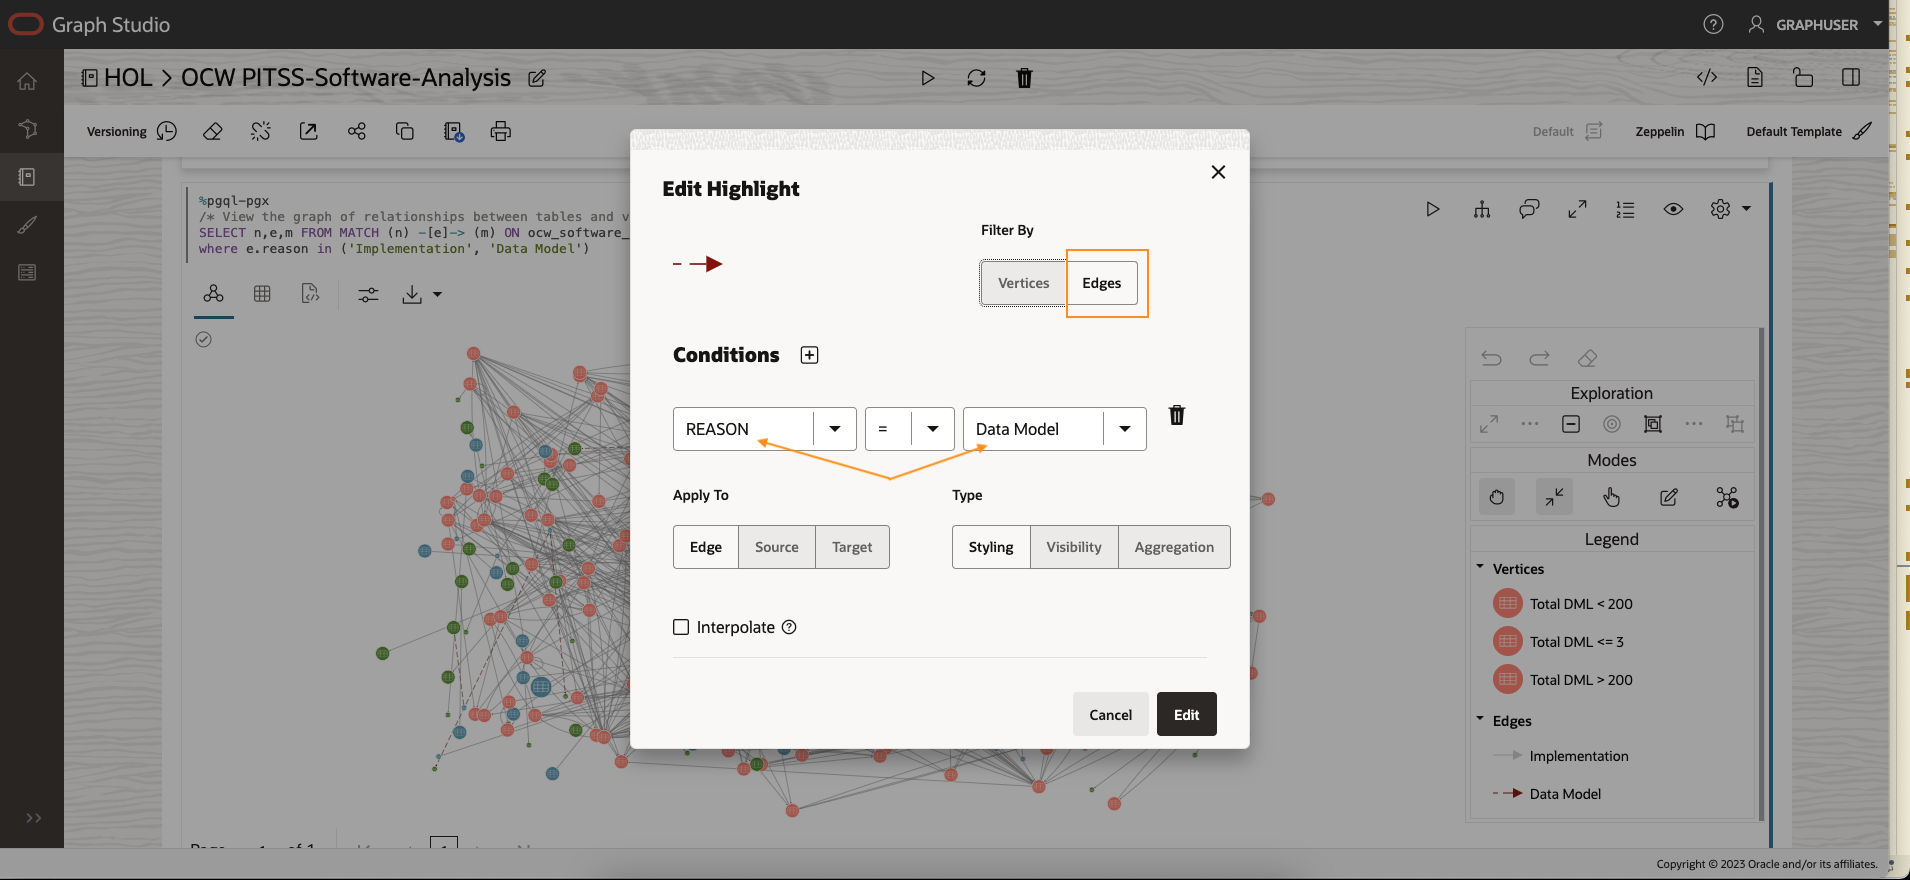 Graph Studio
GRAPHUSER
HOL > OCW PITSS-Software-Analysis
Versioning
Default
Zeppelin
Default Template
%pgql-pgx
/* View the graph of relationships between tables and v
SELECT n,e,m FROM MATCH (n) -[e]-> (m) ON ocw_software_
where e.reason in ('Implementation', 'Data Model')
Edit Highlight
Filter By
Vertices
Edges
Conditions
REASON
=
Data Model
Apply To
Type
Edge
Source
Target
Styling
Visibility
Aggregation
Interpolate
Cancel
Edit
Exploration
Modes
Legend
Vertices
Total DML < 200
Total DML <= 3
Total DML > 200
Edges
Implementation
Data Model
Copyright © 2023 Oracle and/or its affiliates.